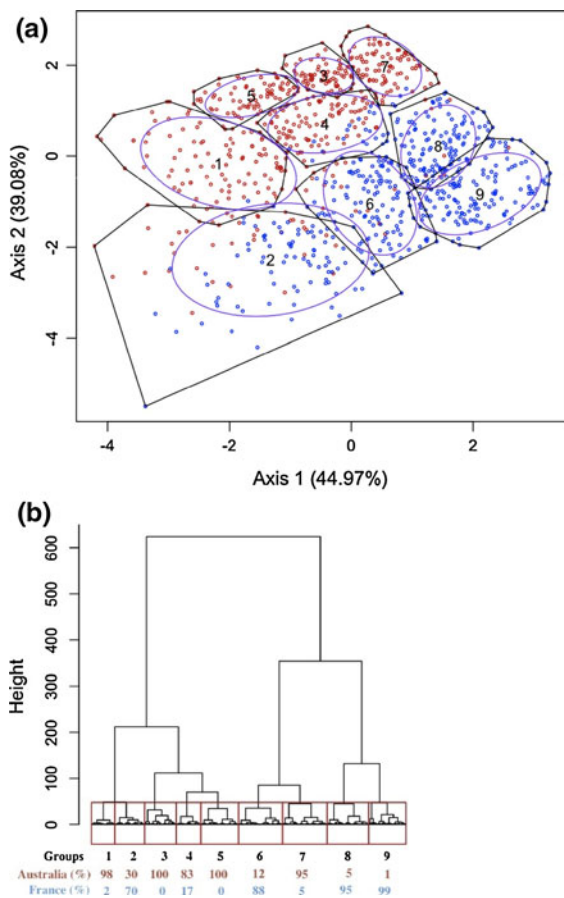 (a)
2
0
-2
-4
Axis 2 (39.08%)
1
2
3
4
5
6
7
8
9
-4 -2 0 2
Axis 1 (44.97%)
(b)
Height
600
500
400
300
200
100
0
Groups 1 2 3 4 5 6 7 8 9
Australia (%) 98 30 100 83 100 12 95 5 1
France (%) 2 70 0 17 0 88 5 95 99